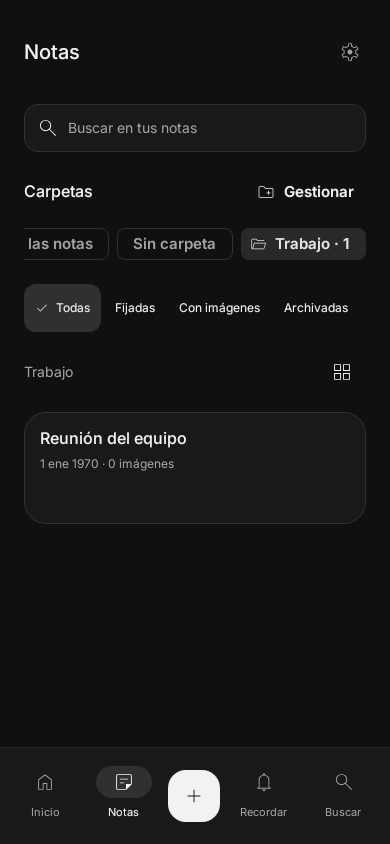 Notas
Buscar en tus notas
Carpetas
Gestionar
las notas
Sin carpeta
Trabajo · 1
Todas
Fijadas
Con imágenes
Archivadas
Trabajo
Reunión del equipo
1 ene 1970 · 0 imágenes
Inicio
Notas
Recordar
Buscar